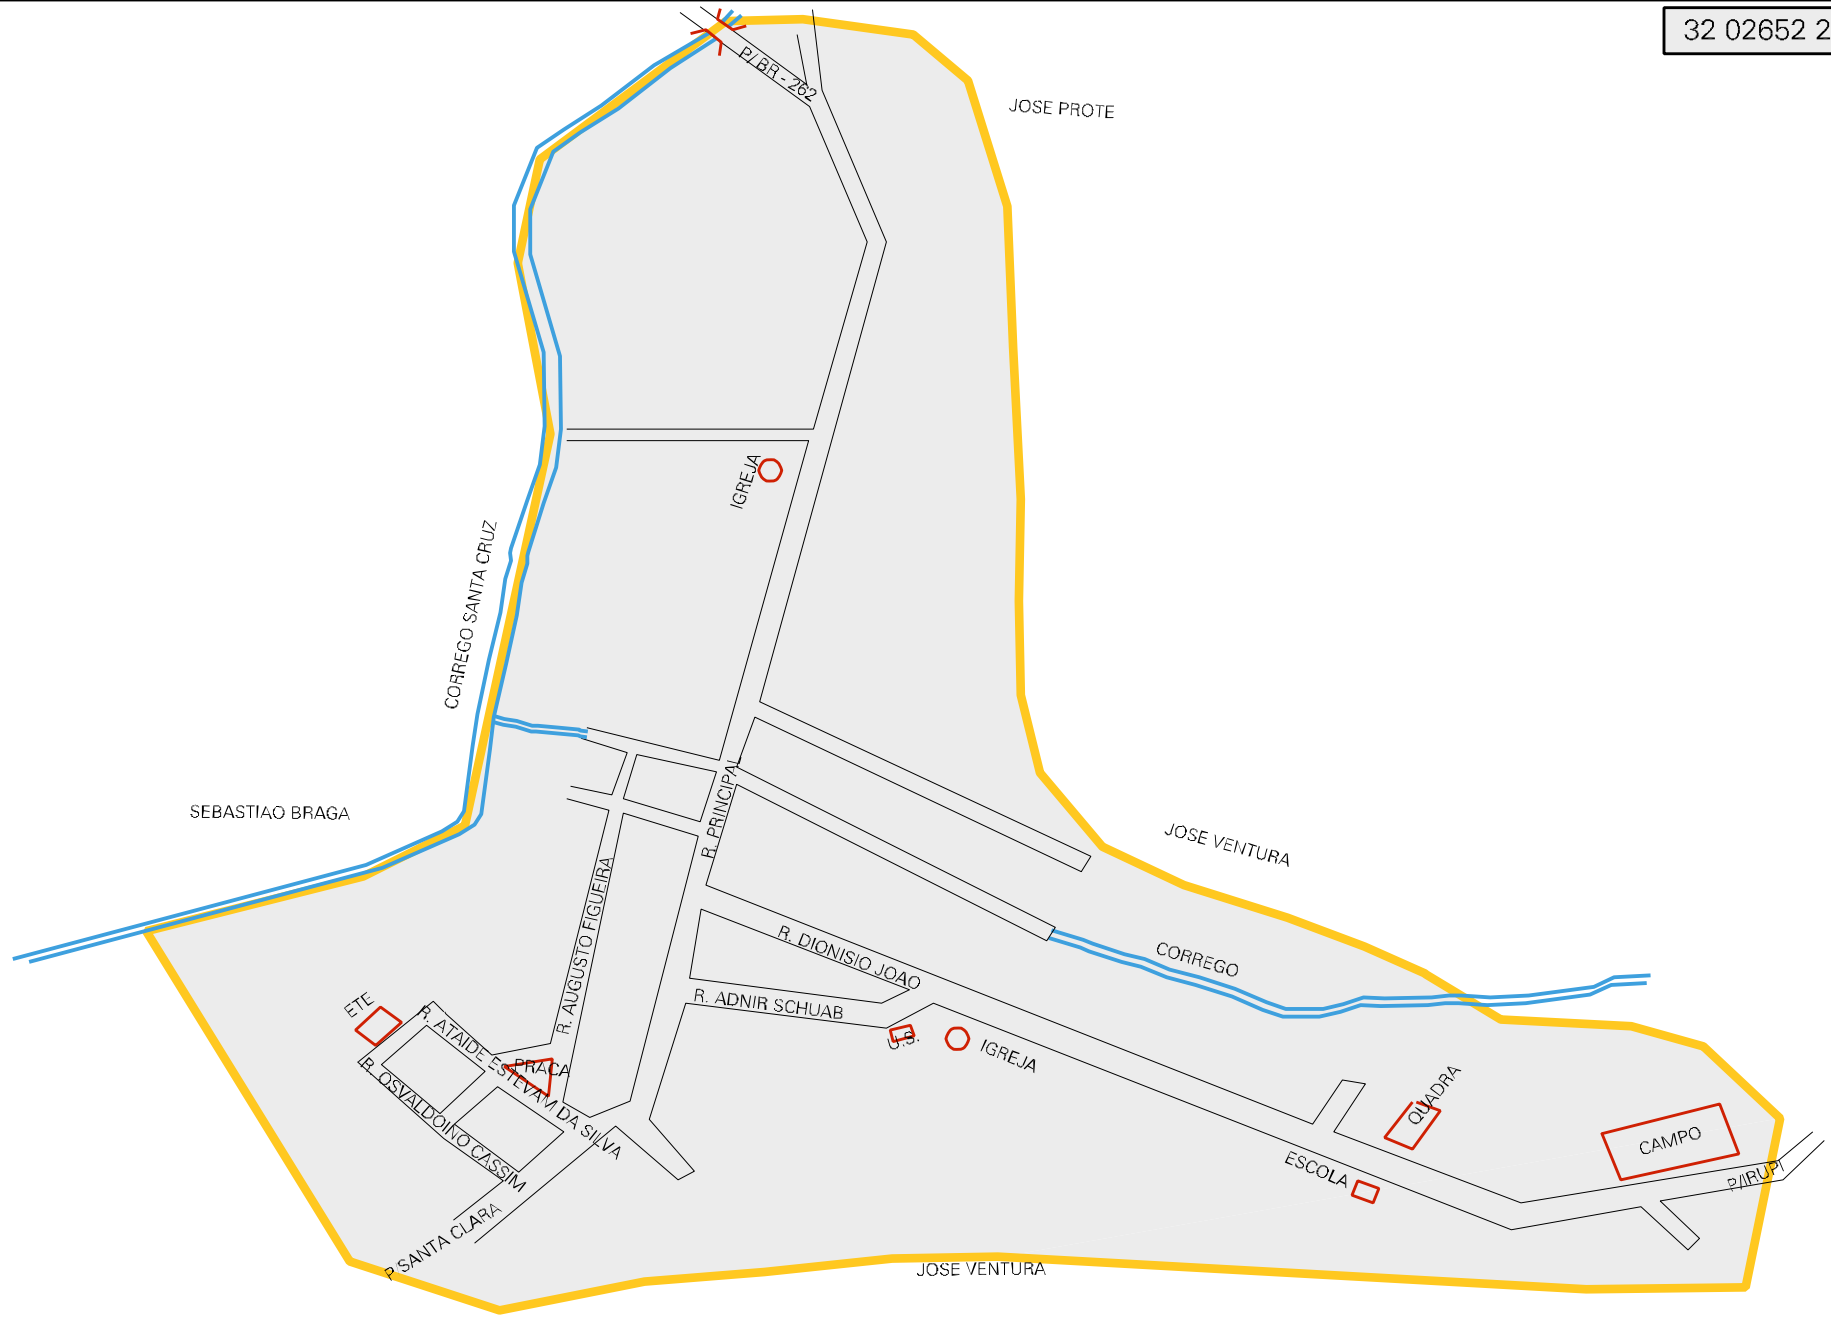 32 02652 2
P/ BR - 262
JOSE PROTE
IGREJA
CORREGO SANTA CRUZ
SEBASTIAO BRAGA
R. PRINCIPAL
JOSE VENTURA
R. AUGUSTO FIGUEIRA
R. DIONISIO JOAO
CORREGO
R. ADNIR SCHUAB
ETE
R. ATAIDE ESTEVAM DA SILVA
PRACA
U.S.
IGREJA
R. OSVALDOINO CASSIM
QUADRA
CAMPO
ESCOLA
P/IRUPI
P/SANTA CLARA
JOSE VENTURA